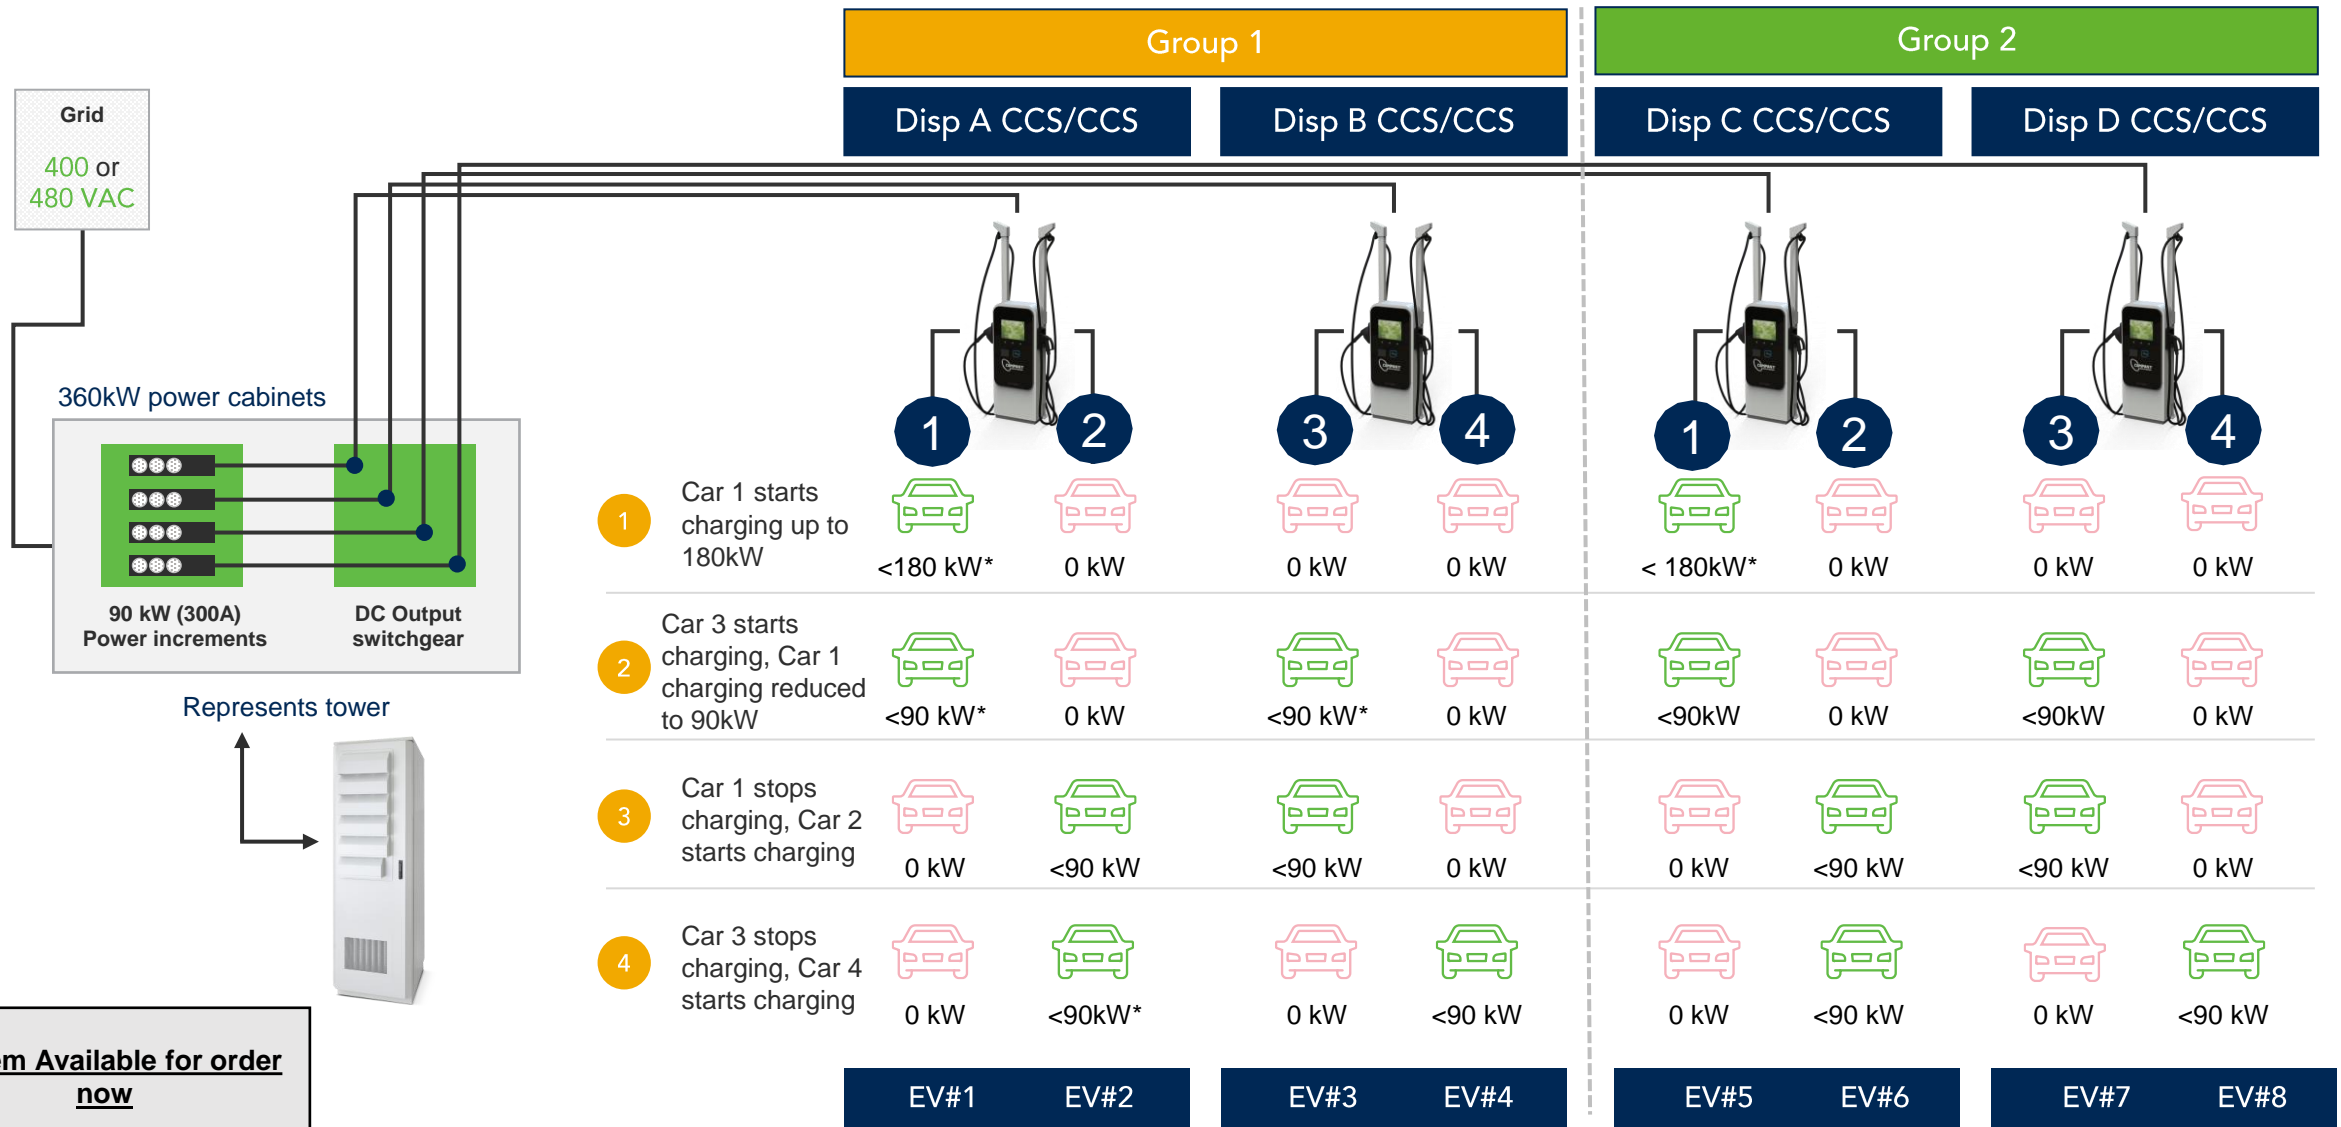 Group 1
Group 2
Disp A CCS/CCS
Disp B CCS/CCS
Disp C CCS/CCS
Disp D CCS/CCS
Grid
400 or
480 VAC
360kW power cabinets
90 kW (300A)
Power increments
DC Output
switchgear
Represents tower
1
2
3
4
1
2
3
4
1
Car 1 starts
charging up to
180kW
<180 kW*
0 kW
0 kW
0 kW
< 180kW*
0 kW
0 kW
0 kW
2
Car 3 starts
charging, Car 1
charging reduced
to 90kW
<90 kW*
0 kW
<90 kW*
0 kW
<90kW
0 kW
<90kW
0 kW
3
Car 1 stops
charging, Car 2
starts charging
0 kW
<90 kW
<90 kW
0 kW
0 kW
<90 kW
<90 kW
0 kW
4
Car 3 stops
charging, Car 4
starts charging
0 kW
<90kW*
0 kW
<90 kW
0 kW
<90 kW
0 kW
<90 kW
Available for order
now
EV#1
EV#2
EV#3
EV#4
EV#5
EV#6
EV#7
EV#8